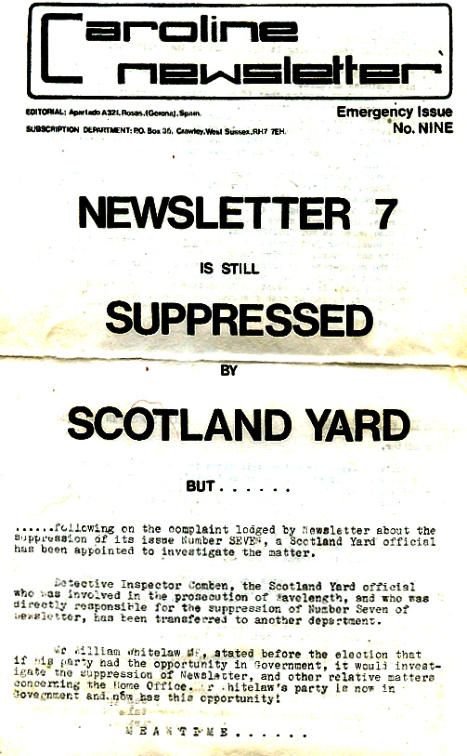 Caroline
newsletter
EDITORIAL: Apartado A321, Rosas, (Gerona), Spain.
SUBSCRIPTION DEPARTMENT: P.O. Box 35, Crawley, West Sussex, RH7 7EH.
Emergency Issue
No. NINE
NEWSLETTER 7
IS STILL
SUPPRESSED
BY
SCOTLAND YARD
BUT......
......following on the complaint lodged by Newsletter about the
suppression of its issue Number SEVEN, a Scotland Yard official
has been appointed to investigate the matter.
Detective Inspector Comben, the Scotland Yard official
who was involved in the prosecution of Wavelength, and who was
directly responsible for the suppression of Number Seven of
Newsletter, has been transferred to another department.
Mr William Whitelaw MP, stated before the election that
if his party had the opportunity in Government, it would invest-
igate the suppression of Newsletter, and other relative matters
concerning the Home Office. Mr Whitelaw's party is now in
Government and now has this opportunity!
MEANTIME......